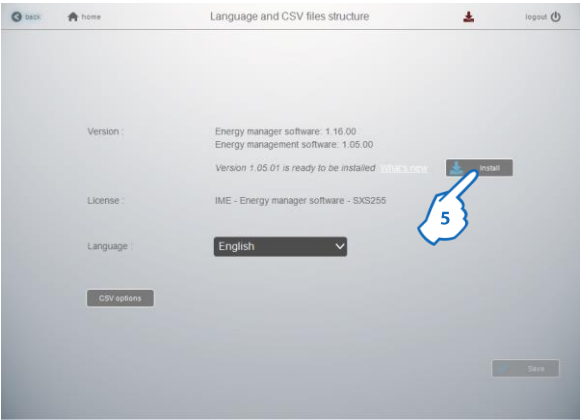 back
home
Language and CSV files structure
logout
Version :
Energy manager software: 1.16.00
Energy management software: 1.05.00
Version 1.05.01 is ready to be installed What's new
Install
5
License :
IME - Energy manager software - SXS255
Language :
English
CSV options
Save